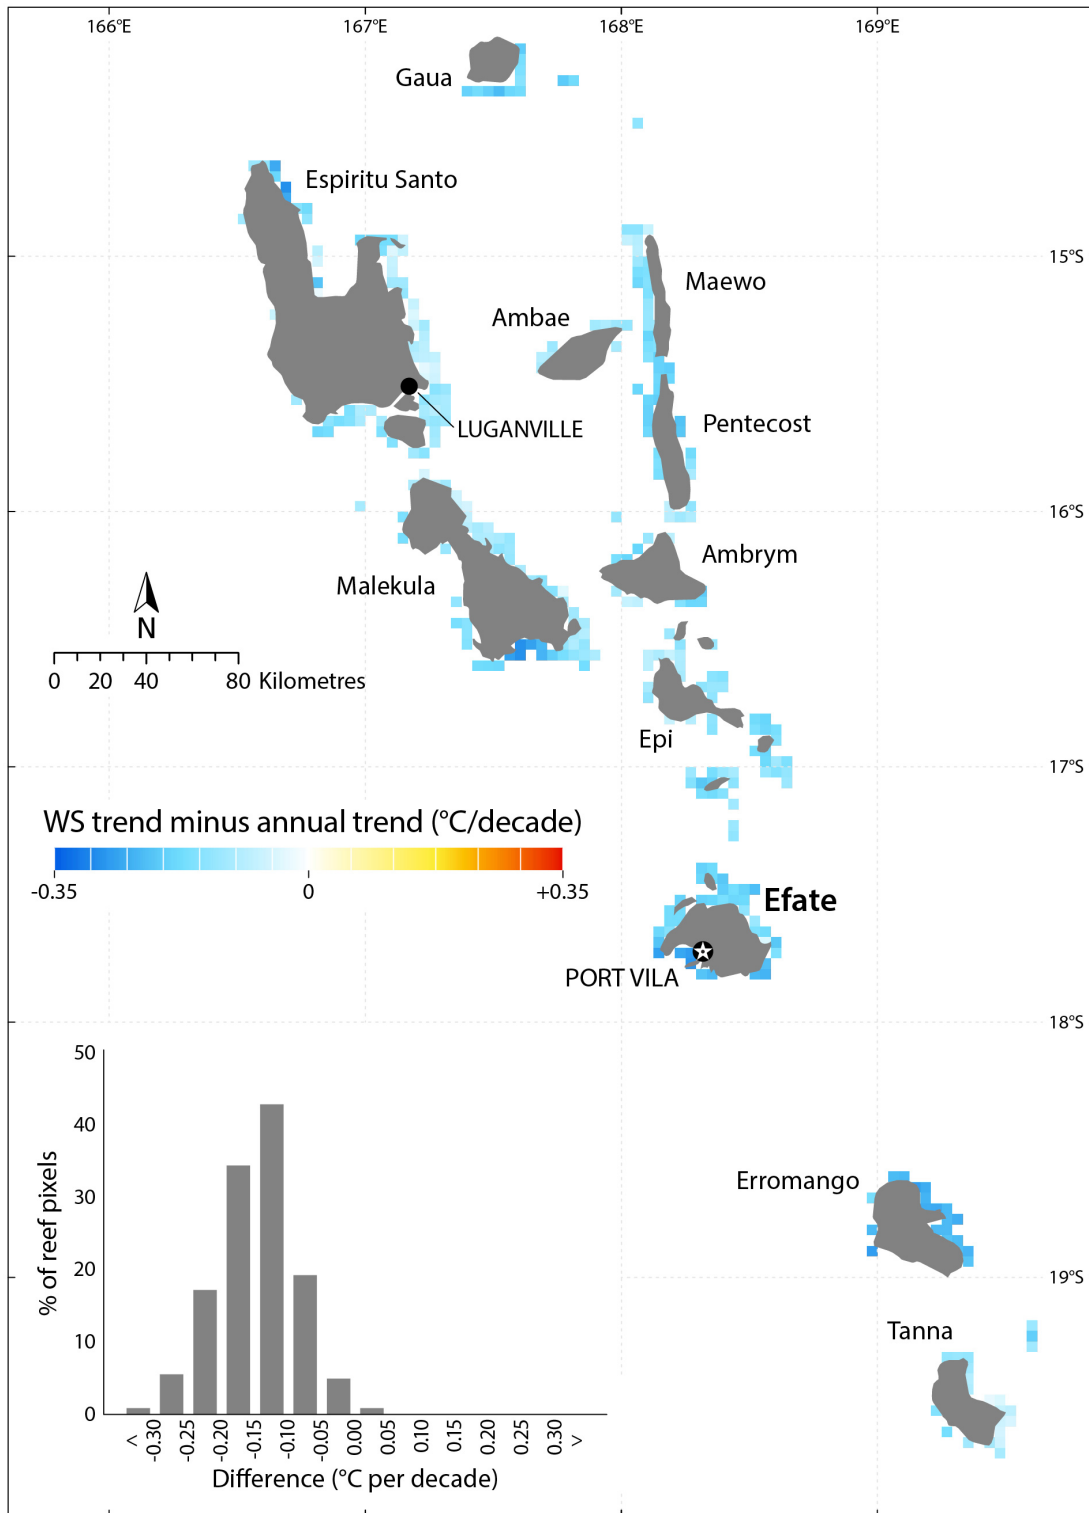 166°E 167°E 168°E 169°E
Gaua
Espiritu Santo
15°S
Maewo
Ambae
Pentecost
LUGANVILLE
16°S
Ambrym
Malekula
N
0 20 40 80 Kilometres
Epi
17°S
WS trend minus annual trend (°C/decade)
-0.35 0 +0.35
Efate
PORT VILA
18°S
Erromango
19°S
Tanna
% of reef pixels
50
40
30
20
10
0
< -0.30 -0.25 -0.20 -0.15 -0.10 -0.05 0.00 0.05 0.10 0.15 0.20 0.25 0.30 >
Difference (°C per decade)